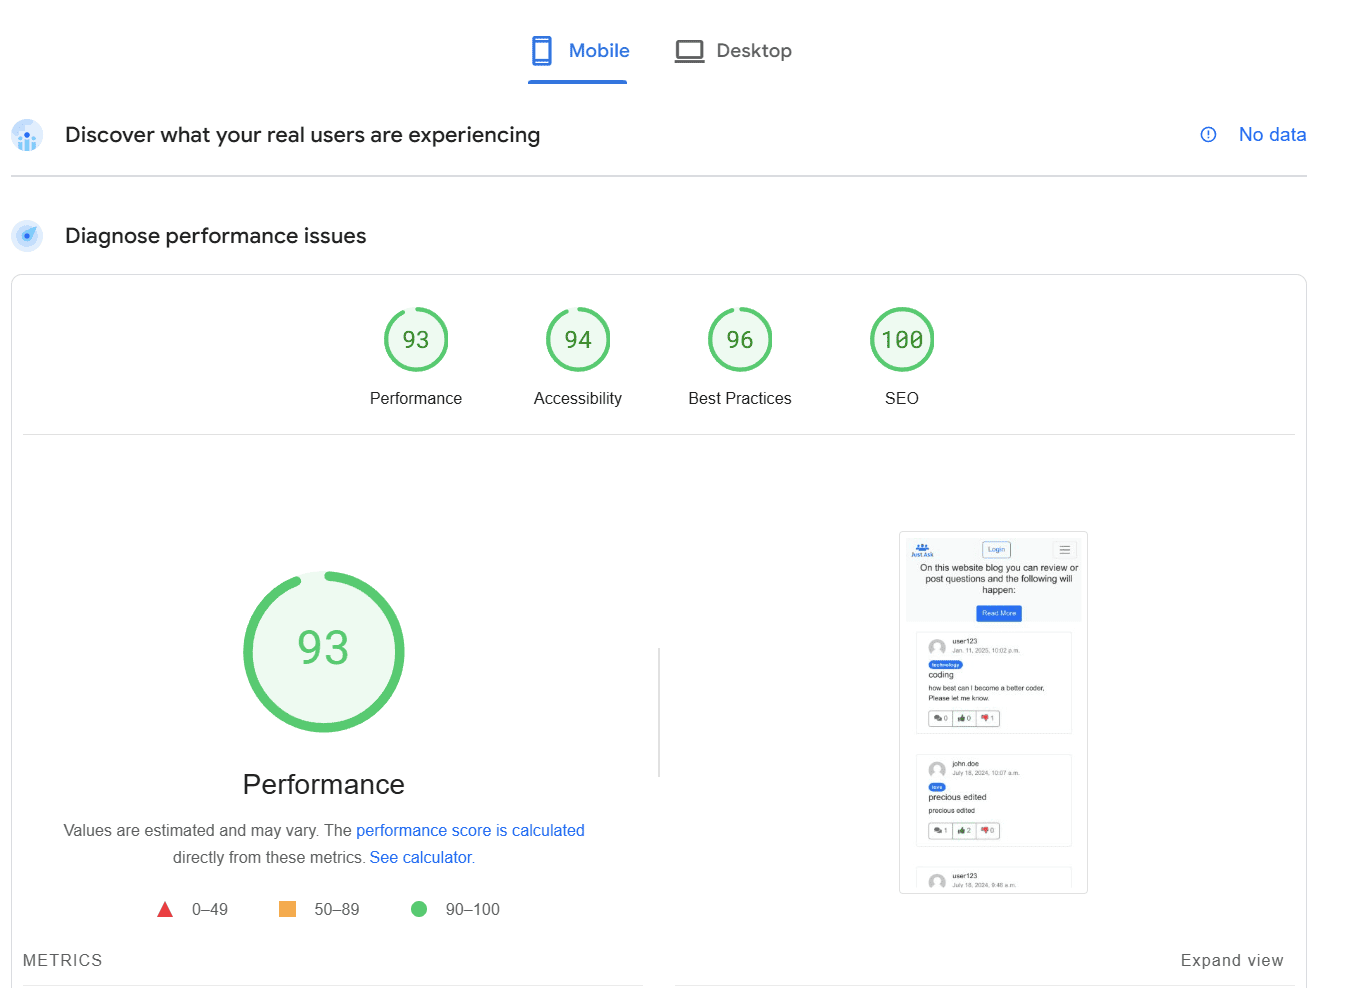 Mobile
Desktop
Discover what your real users are experiencing
No data
Diagnose performance issues
93
94
96
100
Performance
Accessibility
Best Practices
SEO
93
Performance
Values are estimated and may vary. The performance score is calculated
directly from these metrics. See calculator.
0–49
50–89
90–100
Just Ask
Login
On this website blog you can review or
post questions and the following will
happen:
Read More
user123
Jan. 11, 2025, 10:02 p.m.
technology
coding
how best can I become a better coder,
Please let me know.
0
0
1
john.doe
July 18, 2024, 10:07 a.m.
love
precious edited
precious edited
1
2
0
user123
July 18, 2024, 9:46 a.m.
METRICS
Expand view